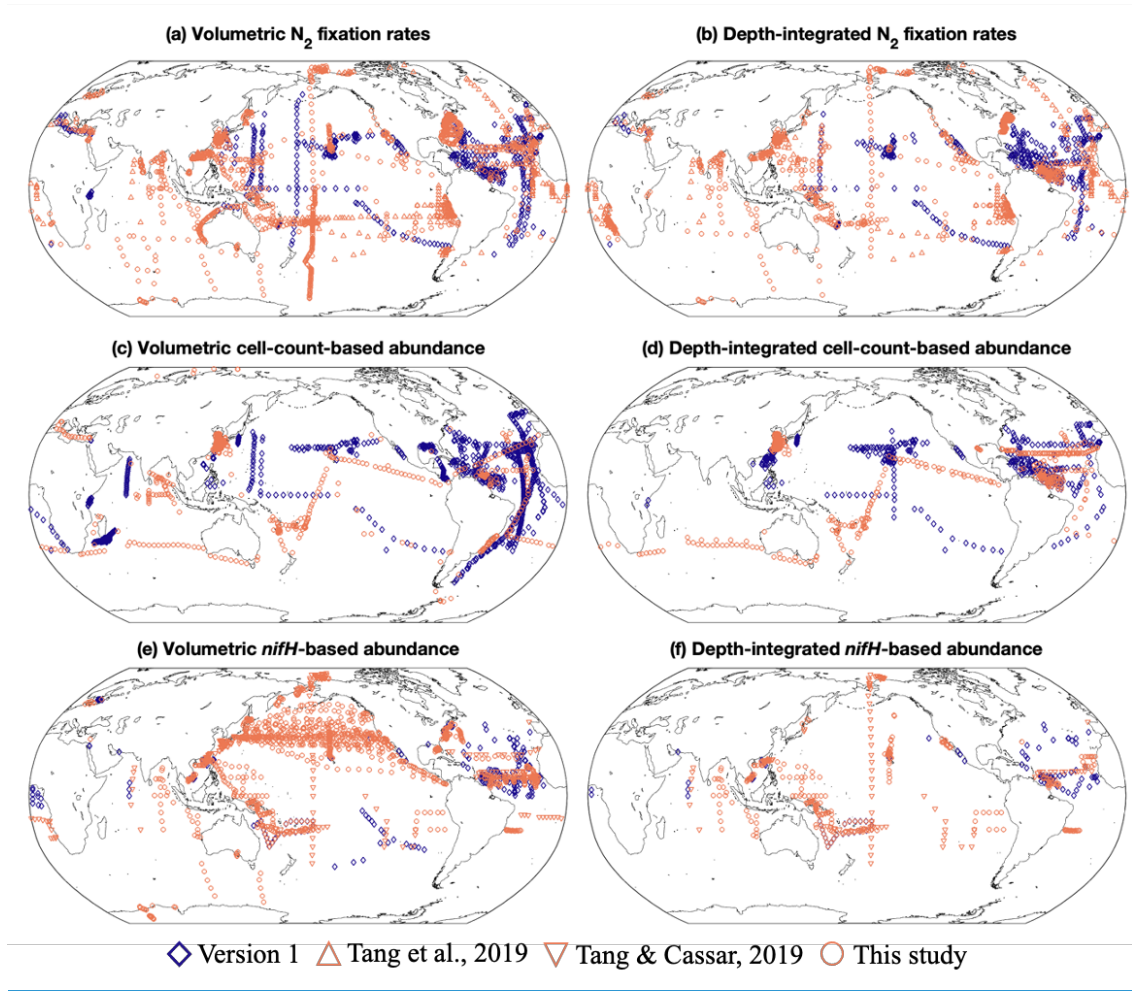 (a) Volumetric N2 fixation rates
(b) Depth-integrated N2 fixation rates
(c) Volumetric cell-count-based abundance
(d) Depth-integrated cell-count-based abundance
(e) Volumetric nifH-based abundance
(f) Depth-integrated nifH-based abundance
Version 1 Tang et al., 2019 Tang & Cassar, 2019 This study